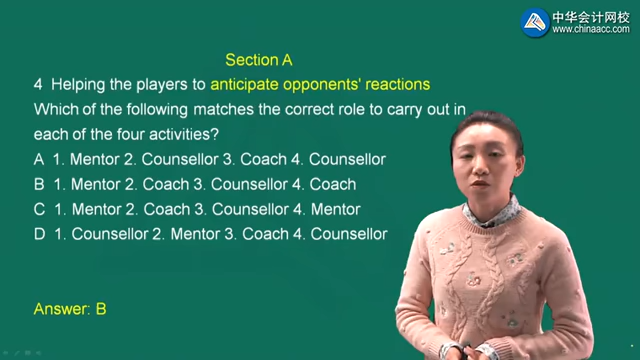 中华会计网校
www.chinaacc.com
Section A
4 Helping the players to anticipate opponents' reactions
Which of the following matches the correct role to carry out in
each of the four activities?
A 1. Mentor 2. Counsellor 3. Coach 4. Counsellor
B 1. Mentor 2. Coach 3. Counsellor 4. Coach
C 1. Mentor 2. Coach 3. Counsellor 4. Mentor
D 1. Counsellor 2. Mentor 3. Coach 4. Counsellor
Answer: B